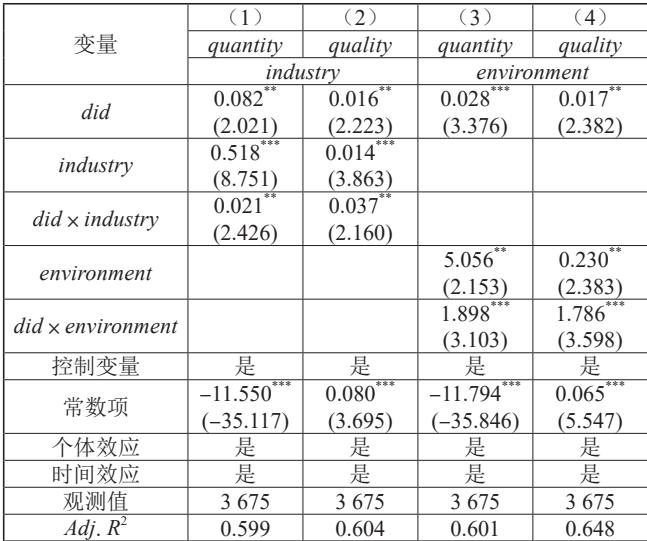 变量 （1） （2） （3） （4）
quantity quality quantity quality
industry environment
did 0.082** 0.016** 0.028*** 0.017**
(2.021) (2.223) (3.376) (2.382)
industry 0.518*** 0.014***
(8.751) (3.863)
did × industry 0.021** 0.037**
(2.426) (2.160)
environment 5.056** 0.230**
(2.153) (2.383)
did × environment 1.898*** 1.786***
(3.103) (3.598)
控制变量 是 是 是 是
常数项 −11.550*** 0.080*** −11.794*** 0.065***
(−35.117) (3.695) (−35.846) (5.547)
个体效应 是 是 是 是
时间效应 是 是 是 是
观测值 3 675 3 675 3 675 3 675
Adj. R² 0.599 0.604 0.601 0.648